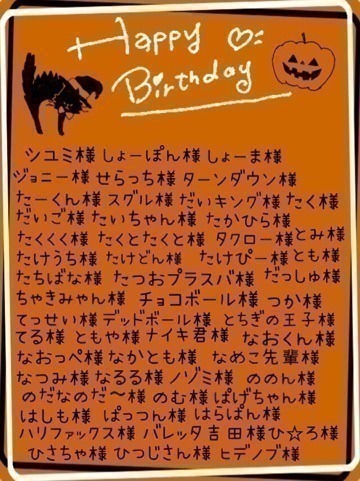 Happy
Birthday
シユミ様 しょーぽん様 しょーま様
ジョニー様 せらっち様 ターンダウン様
たーくん様 スグル様 だいキング様 たく様
だいご様 たいちゃん様 たかひら様
たくくく様 たくとたくと様 タクロー様 とみ様
たけうち様 たけどん様 たけぴー様 とも様
たちばな様 たつおプラスバ様 だっしゅ様
ちゃきみやん様 チョコボール様 つか様
てっせい様 デッドボール様 とちぎの王子様
てる様 ともや様 ナイキ君様 なおくん様
なおっぺ様 なかとも様 なめこ先輩様
なつみ様 なるる様 ノゾミ様 ののん様
のだなのだ〜様 のむ様 ぱげちゃん様
はしも様 ぱっつん様 はらぱん様
ハリファックス様 バレッタ吉田様 ひ☆ろ様
ひさちゃ様 ひつじさん様 ヒデノブ様